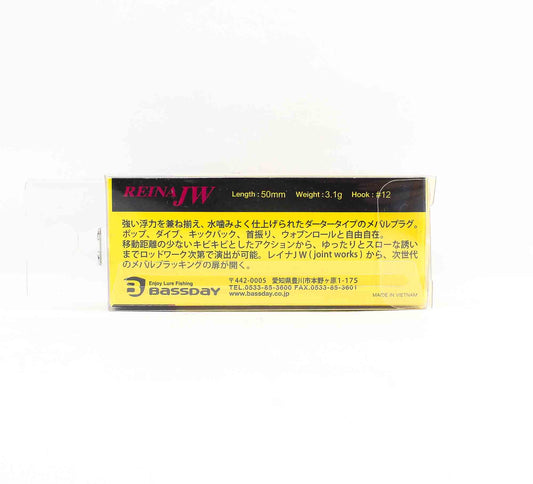 REINA JW Length : 50mm Weight : 3.1g Hook : #12
強い浮力を兼ね揃え、水噛みよく仕上げられたダータータイプのメバルプラグ。
ポップ、ダイブ、キックバック、首振り、ウォブンロールと自由自在。
移動距離の少ないキビキビとしたアクションから、ゆったりとスローな誘い
までロッドワーク次第で演出が可能。レイナJW(joint works)から、次世代
のメバルプラッキングの扉が開く。
Enjoy Lure Fishing
BASSDAY
〒442-0005 愛知県豊川市本野ヶ原1-175
TEL.0533-85-3600 FAX.0533-85-3601
www.bassday.co.jp
MADE IN VIETNAM